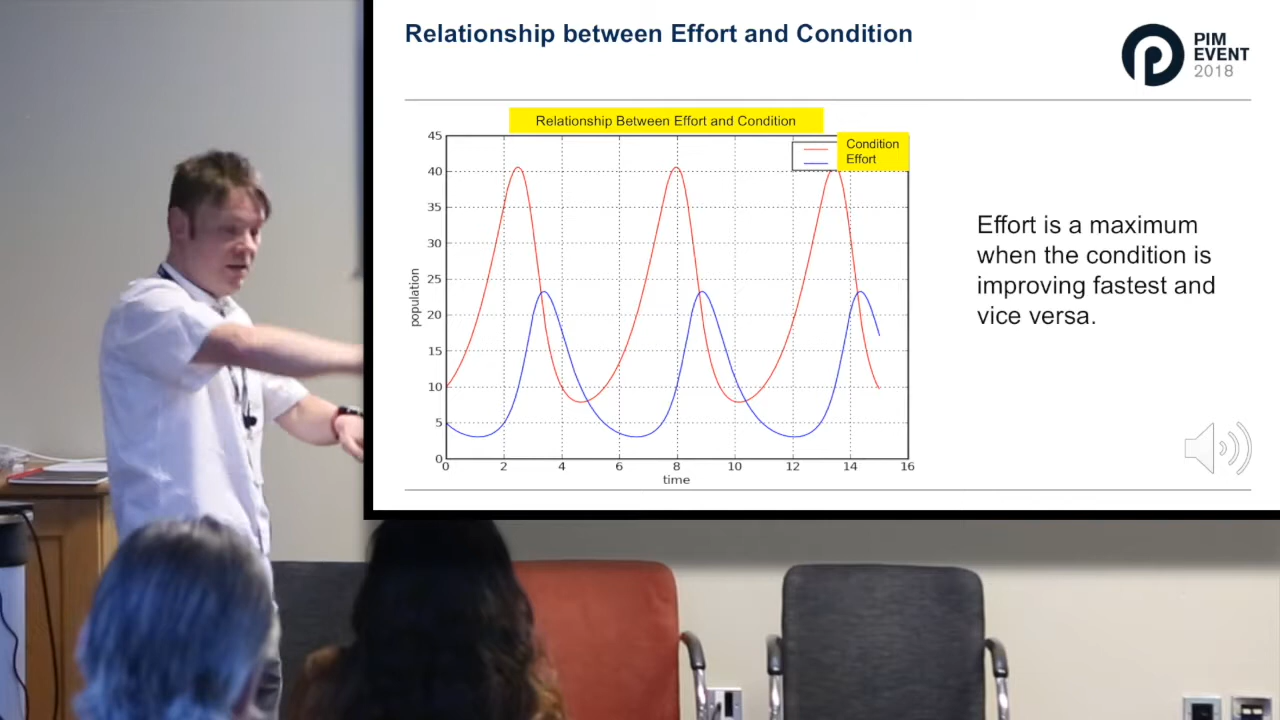 Relationship between Effort and Condition
PIM
EVENT
2018
Relationship Between Effort and Condition
Condition
Effort
45
40
35
30
25
20
15
10
5
0
population
0 2 4 6 8 10 12 14 16
time
Effort is a maximum
when the condition is
improving fastest and
vice versa.